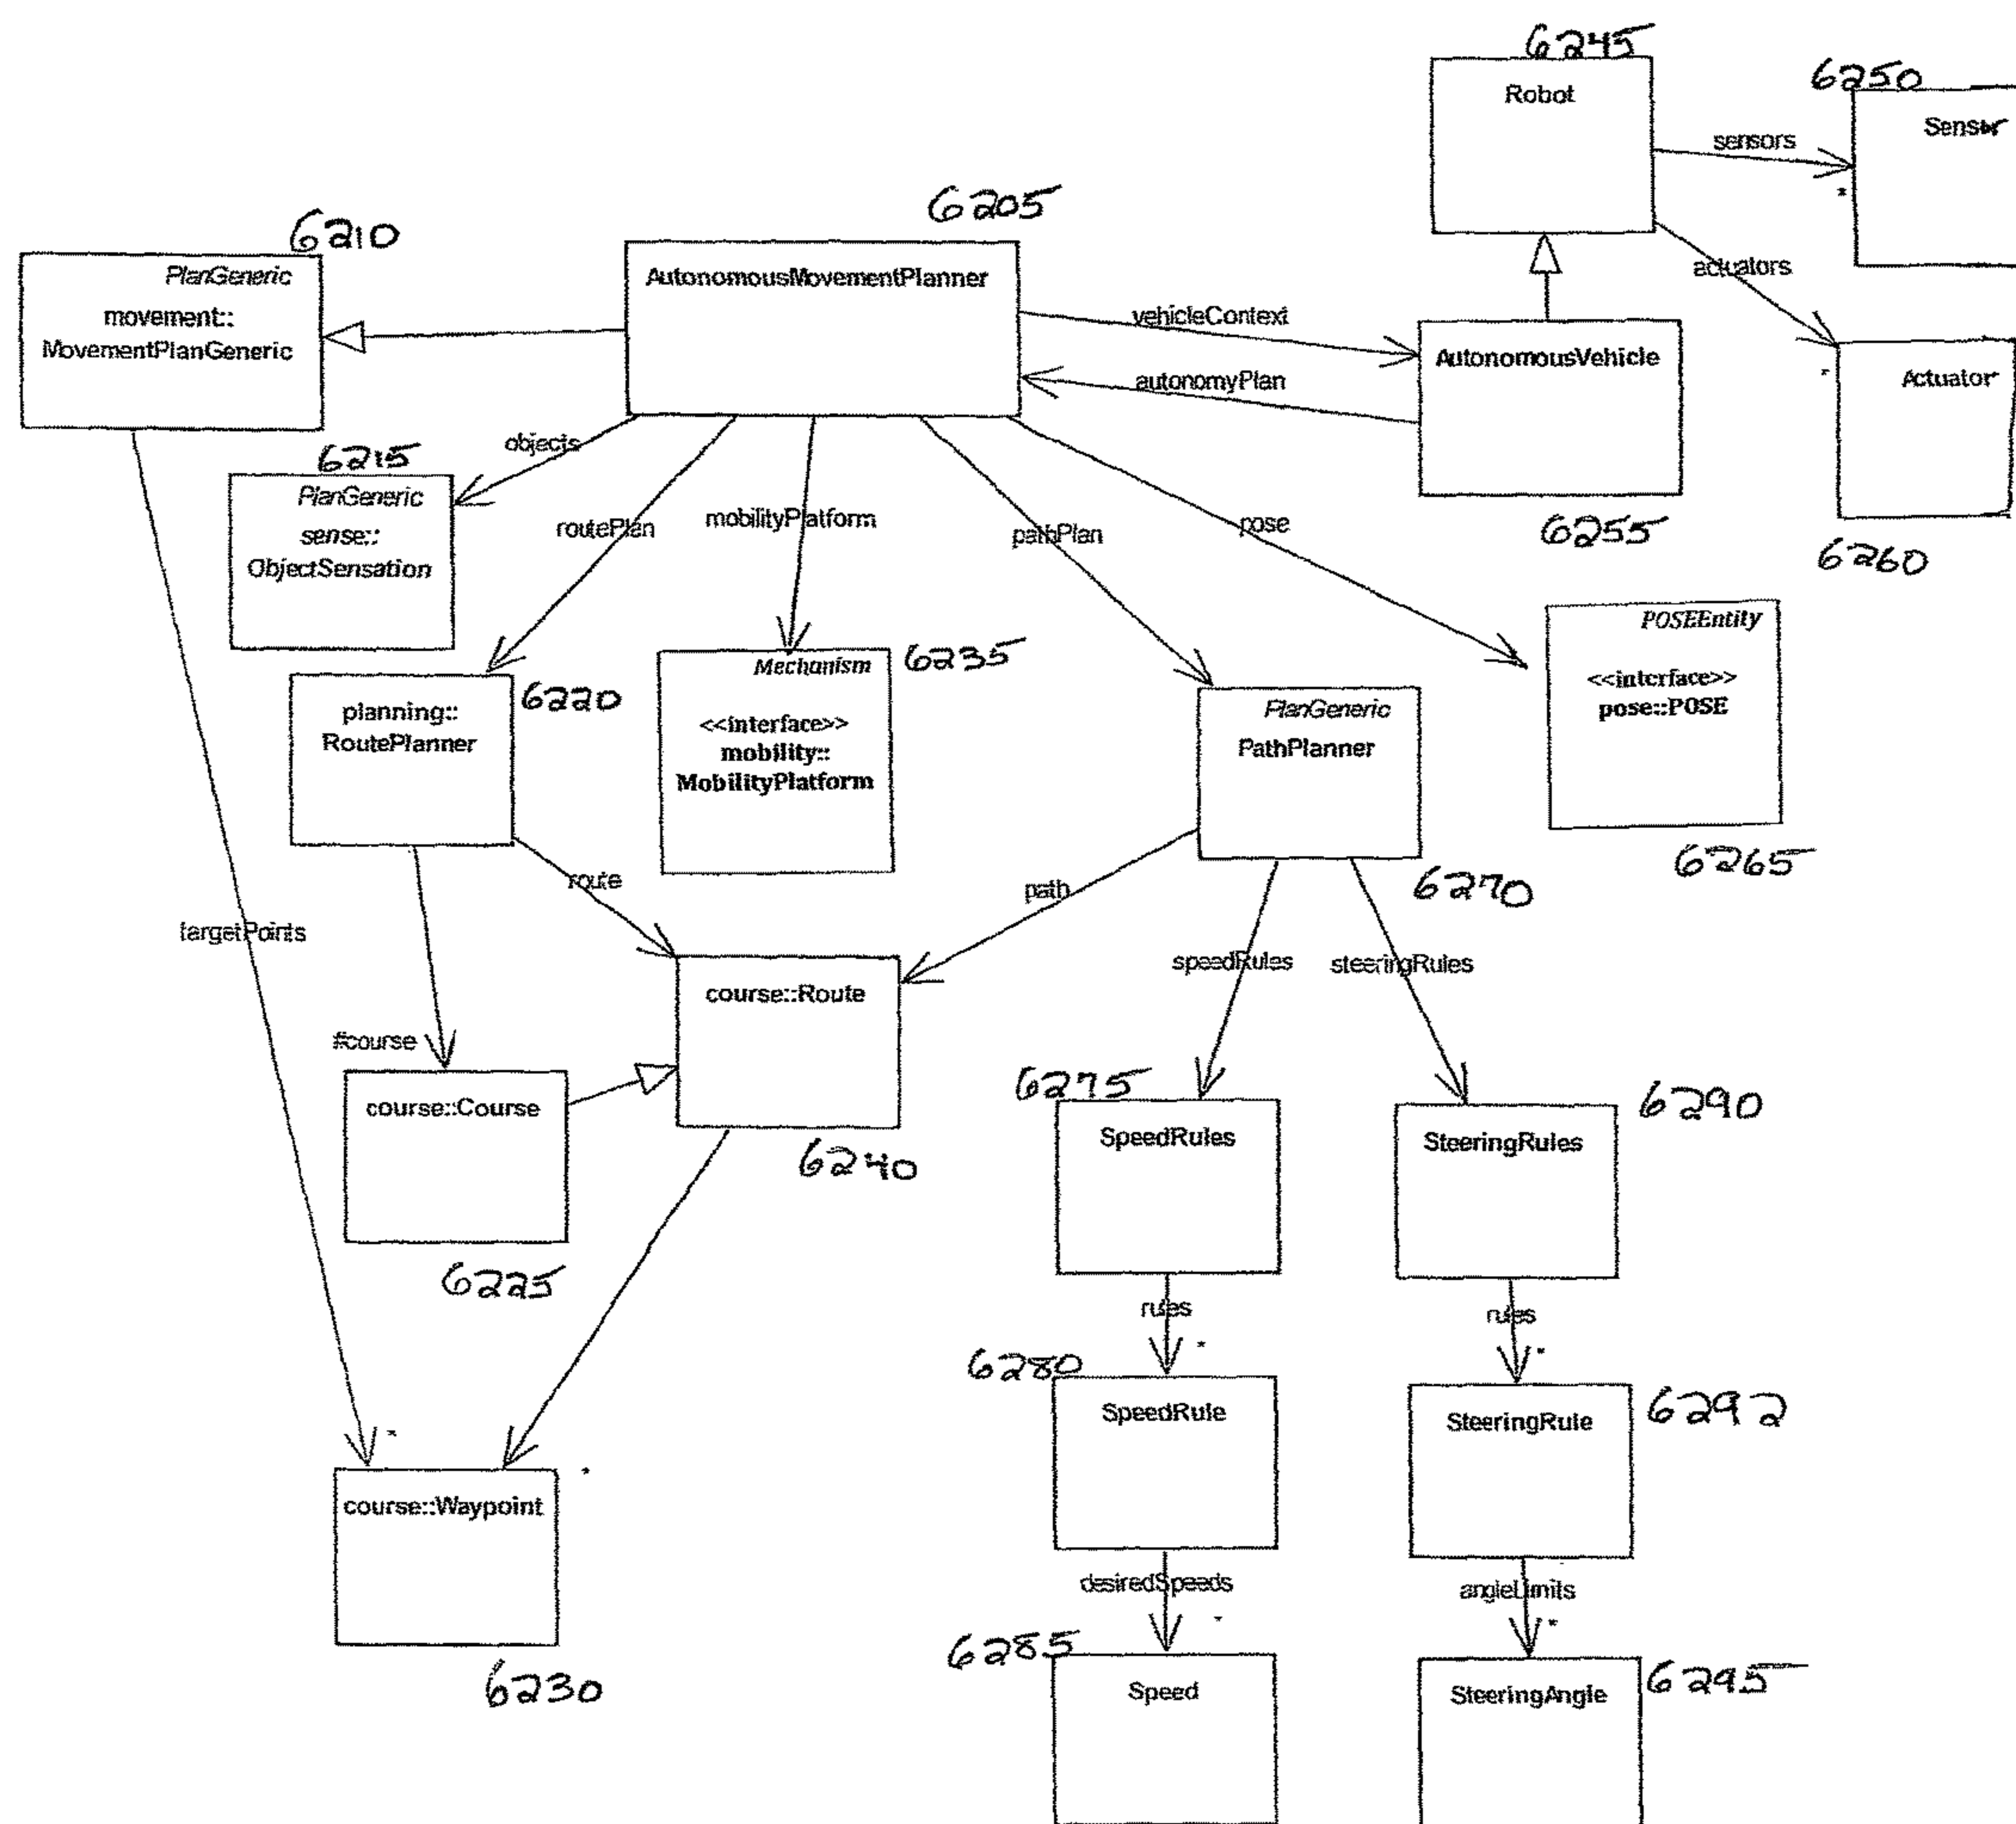 6245
Robot
6250
Sensor
sensors
*
actuators
6260
Actuator
*
6205
AutonomousMovementPlanner
6210
PlanGeneric
movement::
MovementPlanGeneric
vehicleContext
autonomyPlan
AutonomousVehicle
6255
objects
routePlan
mobilityPlatform
pathPlan
pose
6215
PlanGeneric
sense::
ObjectSensation
6220
planning::
RoutePlanner
6235
Mechanism
<<interface>>
mobility::
MobilityPlatform
PlanGeneric
PathPlanner
6270
POSEEntity
<<interface>>
pose::POSE
6265
targetPoints
route
path
#course
speedRules
steeringRules
course::Route
6240
course::Course
6225
6275
SpeedRules
6290
SteeringRules
rules
*
rules
*
6280
SpeedRule
6292
SteeringRule
*
*
course::Waypoint
6230
desiredSpeeds
*
angleLimits
*
6285
Speed
6295
SteeringAngle